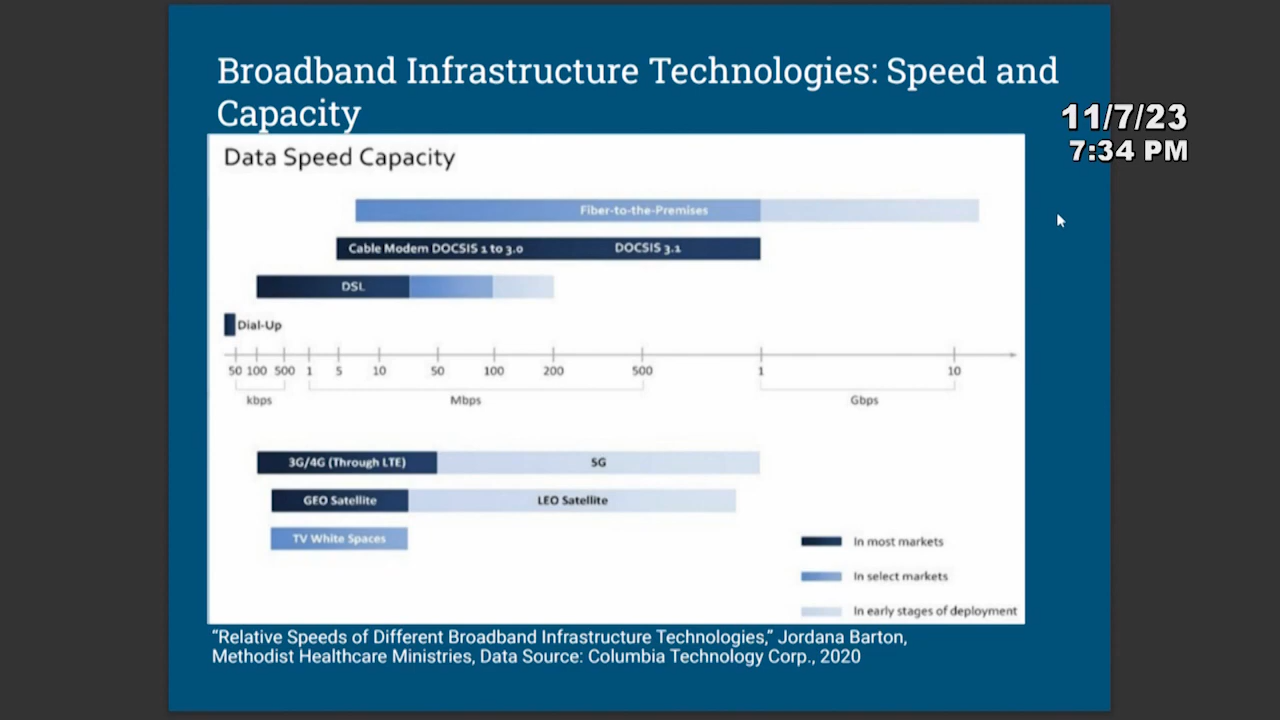 Broadband Infrastructure Technologies: Speed and
Capacity
11/7/23
7:34 PM
Data Speed Capacity
Fiber-to-the-Premises
Cable Modem DOCSIS 1 to 3.0 DOCSIS 3.1
DSL
Dial-Up
50 100 500 1 5 10 50 100 200 500 1 10
kbps Mbps Gbps
3G/4G (Through LTE) 5G
GEO Satellite LEO Satellite
TV White Spaces
In most markets
In select markets
In early stages of deployment
“Relative Speeds of Different Broadband Infrastructure Technologies,” Jordana Barton,
Methodist Healthcare Ministries, Data Source: Columbia Technology Corp., 2020